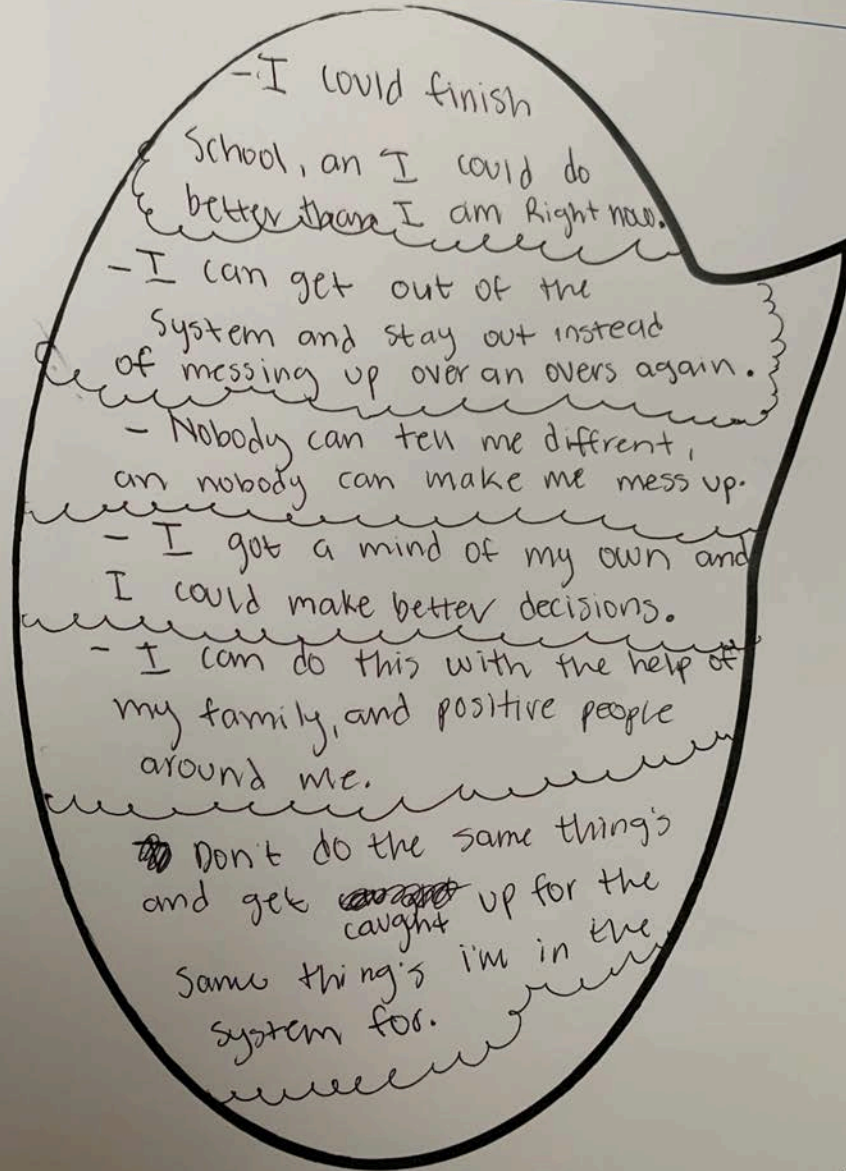 - I could finish
School, an I could do
better than I am Right now.
- I can get out of the
System and stay out instead
of messing up over an overs again.
- Nobody can tell me diffrent,
an nobody can make me mess up.
- I got a mind of my own and
I could make better decisions.
- I can do this with the help of
my family, and positive people
around me.
Don't do the same thing's
and get caught up for the
same thing's i'm in the
system for.